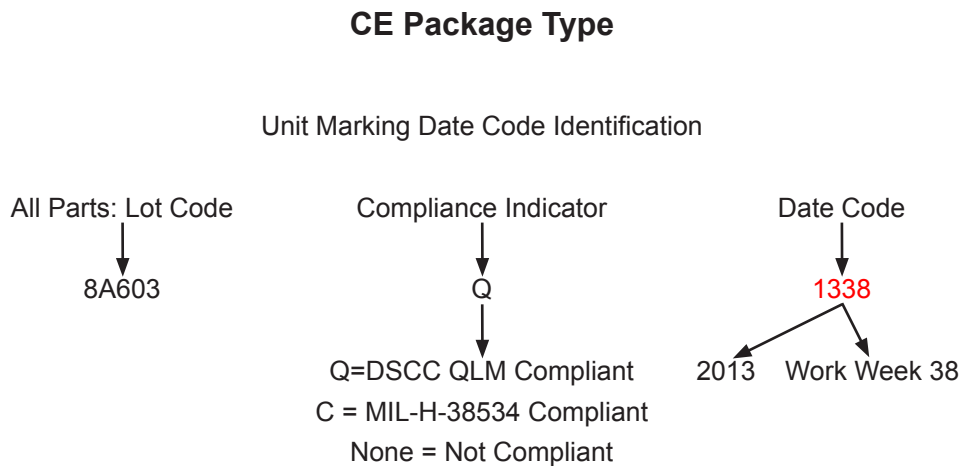 CE Package Type
Unit Marking Date Code Identification
All Parts: Lot Code
Compliance Indicator
Date Code
8A603
Q
1338
Q=DSCC QLM Compliant
2013
Work Week 38
C = MIL-H-38534 Compliant
None = Not Compliant